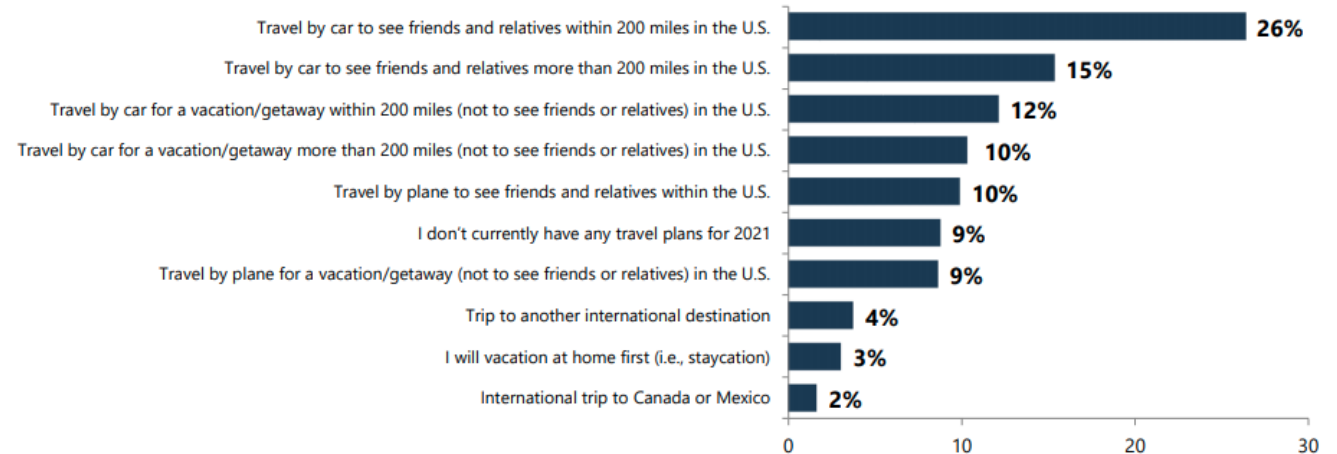 Travel by car to see friends and relatives within 200 miles in the U.S. 26%
Travel by car to see friends and relatives more than 200 miles in the U.S. 15%
Travel by car for a vacation/getaway within 200 miles (not to see friends or relatives) in the U.S. 12%
Travel by car for a vacation/getaway more than 200 miles (not to see friends or relatives) in the U.S. 10%
Travel by plane to see friends and relatives within the U.S. 10%
I don't currently have any travel plans for 2021 9%
Travel by plane for a vacation/getaway (not to see friends or relatives) in the U.S. 9%
Trip to another international destination 4%
I will vacation at home first (i.e., staycation) 3%
International trip to Canada or Mexico 2%
0 10 20 30